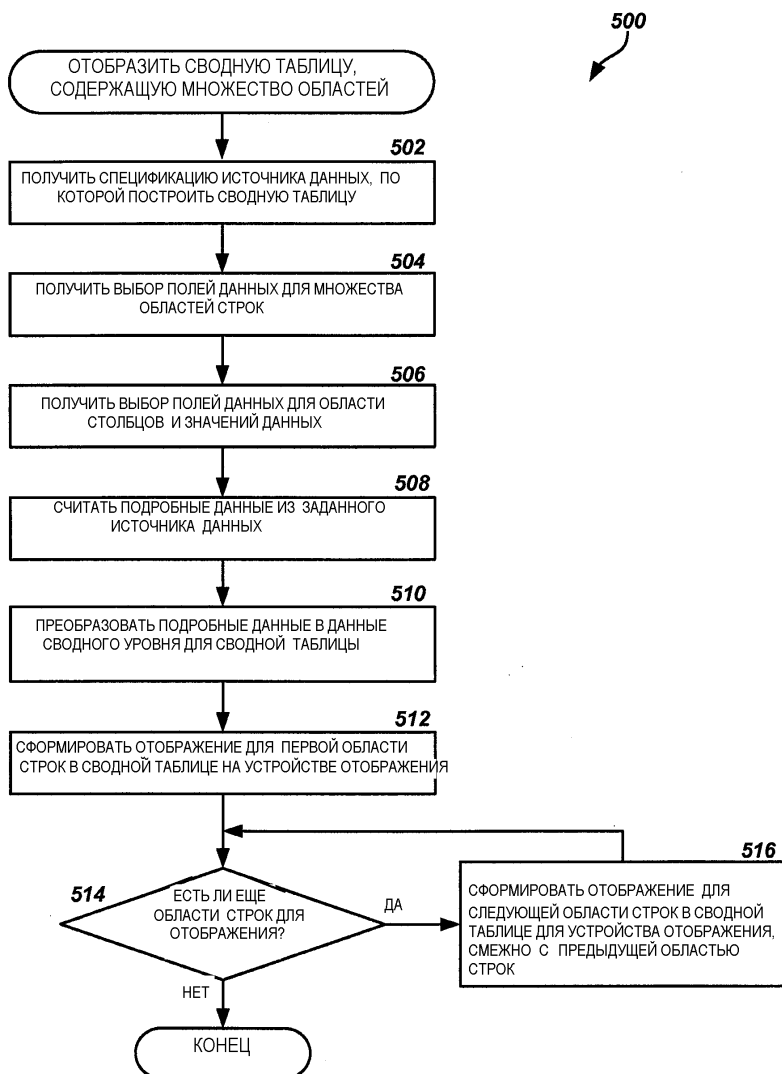 500
ОТОБРАЗИТЬ СВОДНУЮ ТАБЛИЦУ,
СОДЕРЖАЩУЮ МНОЖЕСТВО ОБЛАСТЕЙ
502
ПОЛУЧИТЬ СПЕЦИФИКАЦИЮ ИСТОЧНИКА ДАННЫХ, ПО
КОТОРОЙ ПОСТРОИТЬ СВОДНУЮ ТАБЛИЦУ
504
ПОЛУЧИТЬ ВЫБОР ПОЛЕЙ ДАННЫХ ДЛЯ МНОЖЕСТВА
ОБЛАСТЕЙ СТРОК
506
ПОЛУЧИТЬ ВЫБОР ПОЛЕЙ ДАННЫХ ДЛЯ ОБЛАСТИ
СТОЛБЦОВ И ЗНАЧЕНИЙ ДАННЫХ
508
СЧИТАТЬ ПОДРОБНЫЕ ДАННЫЕ ИЗ ЗАДАННОГО
ИСТОЧНИКА ДАННЫХ
510
ПРЕОБРАЗОВАТЬ ПОДРОБНЫЕ ДАННЫЕ В ДАННЫЕ
СВОДНОГО УРОВНЯ ДЛЯ СВОДНОЙ ТАБЛИЦЫ
512
СФОРМИРОВАТЬ ОТОБРАЖЕНИЕ ДЛЯ ПЕРВОЙ ОБЛАСТИ
СТРОК В СВОДНОЙ ТАБЛИЦЕ НА УСТРОЙСТВЕ ОТОБРАЖЕНИЯ
514
ЕСТЬ ЛИ ЕЩЕ
ОБЛАСТИ СТРОК ДЛЯ
ОТОБРАЖЕНИЯ?
ДА
516
СФОРМИРОВАТЬ ОТОБРАЖЕНИЕ ДЛЯ
СЛЕДУЮЩЕЙ ОБЛАСТИ СТРОК В СВОДНОЙ
ТАБЛИЦЕ ДЛЯ УСТРОЙСТВА ОТОБРАЖЕНИЯ,
СМЕЖНО С ПРЕДЫДУЩЕЙ ОБЛАСТЬЮ
СТРОК
НЕТ
КОНЕЦ